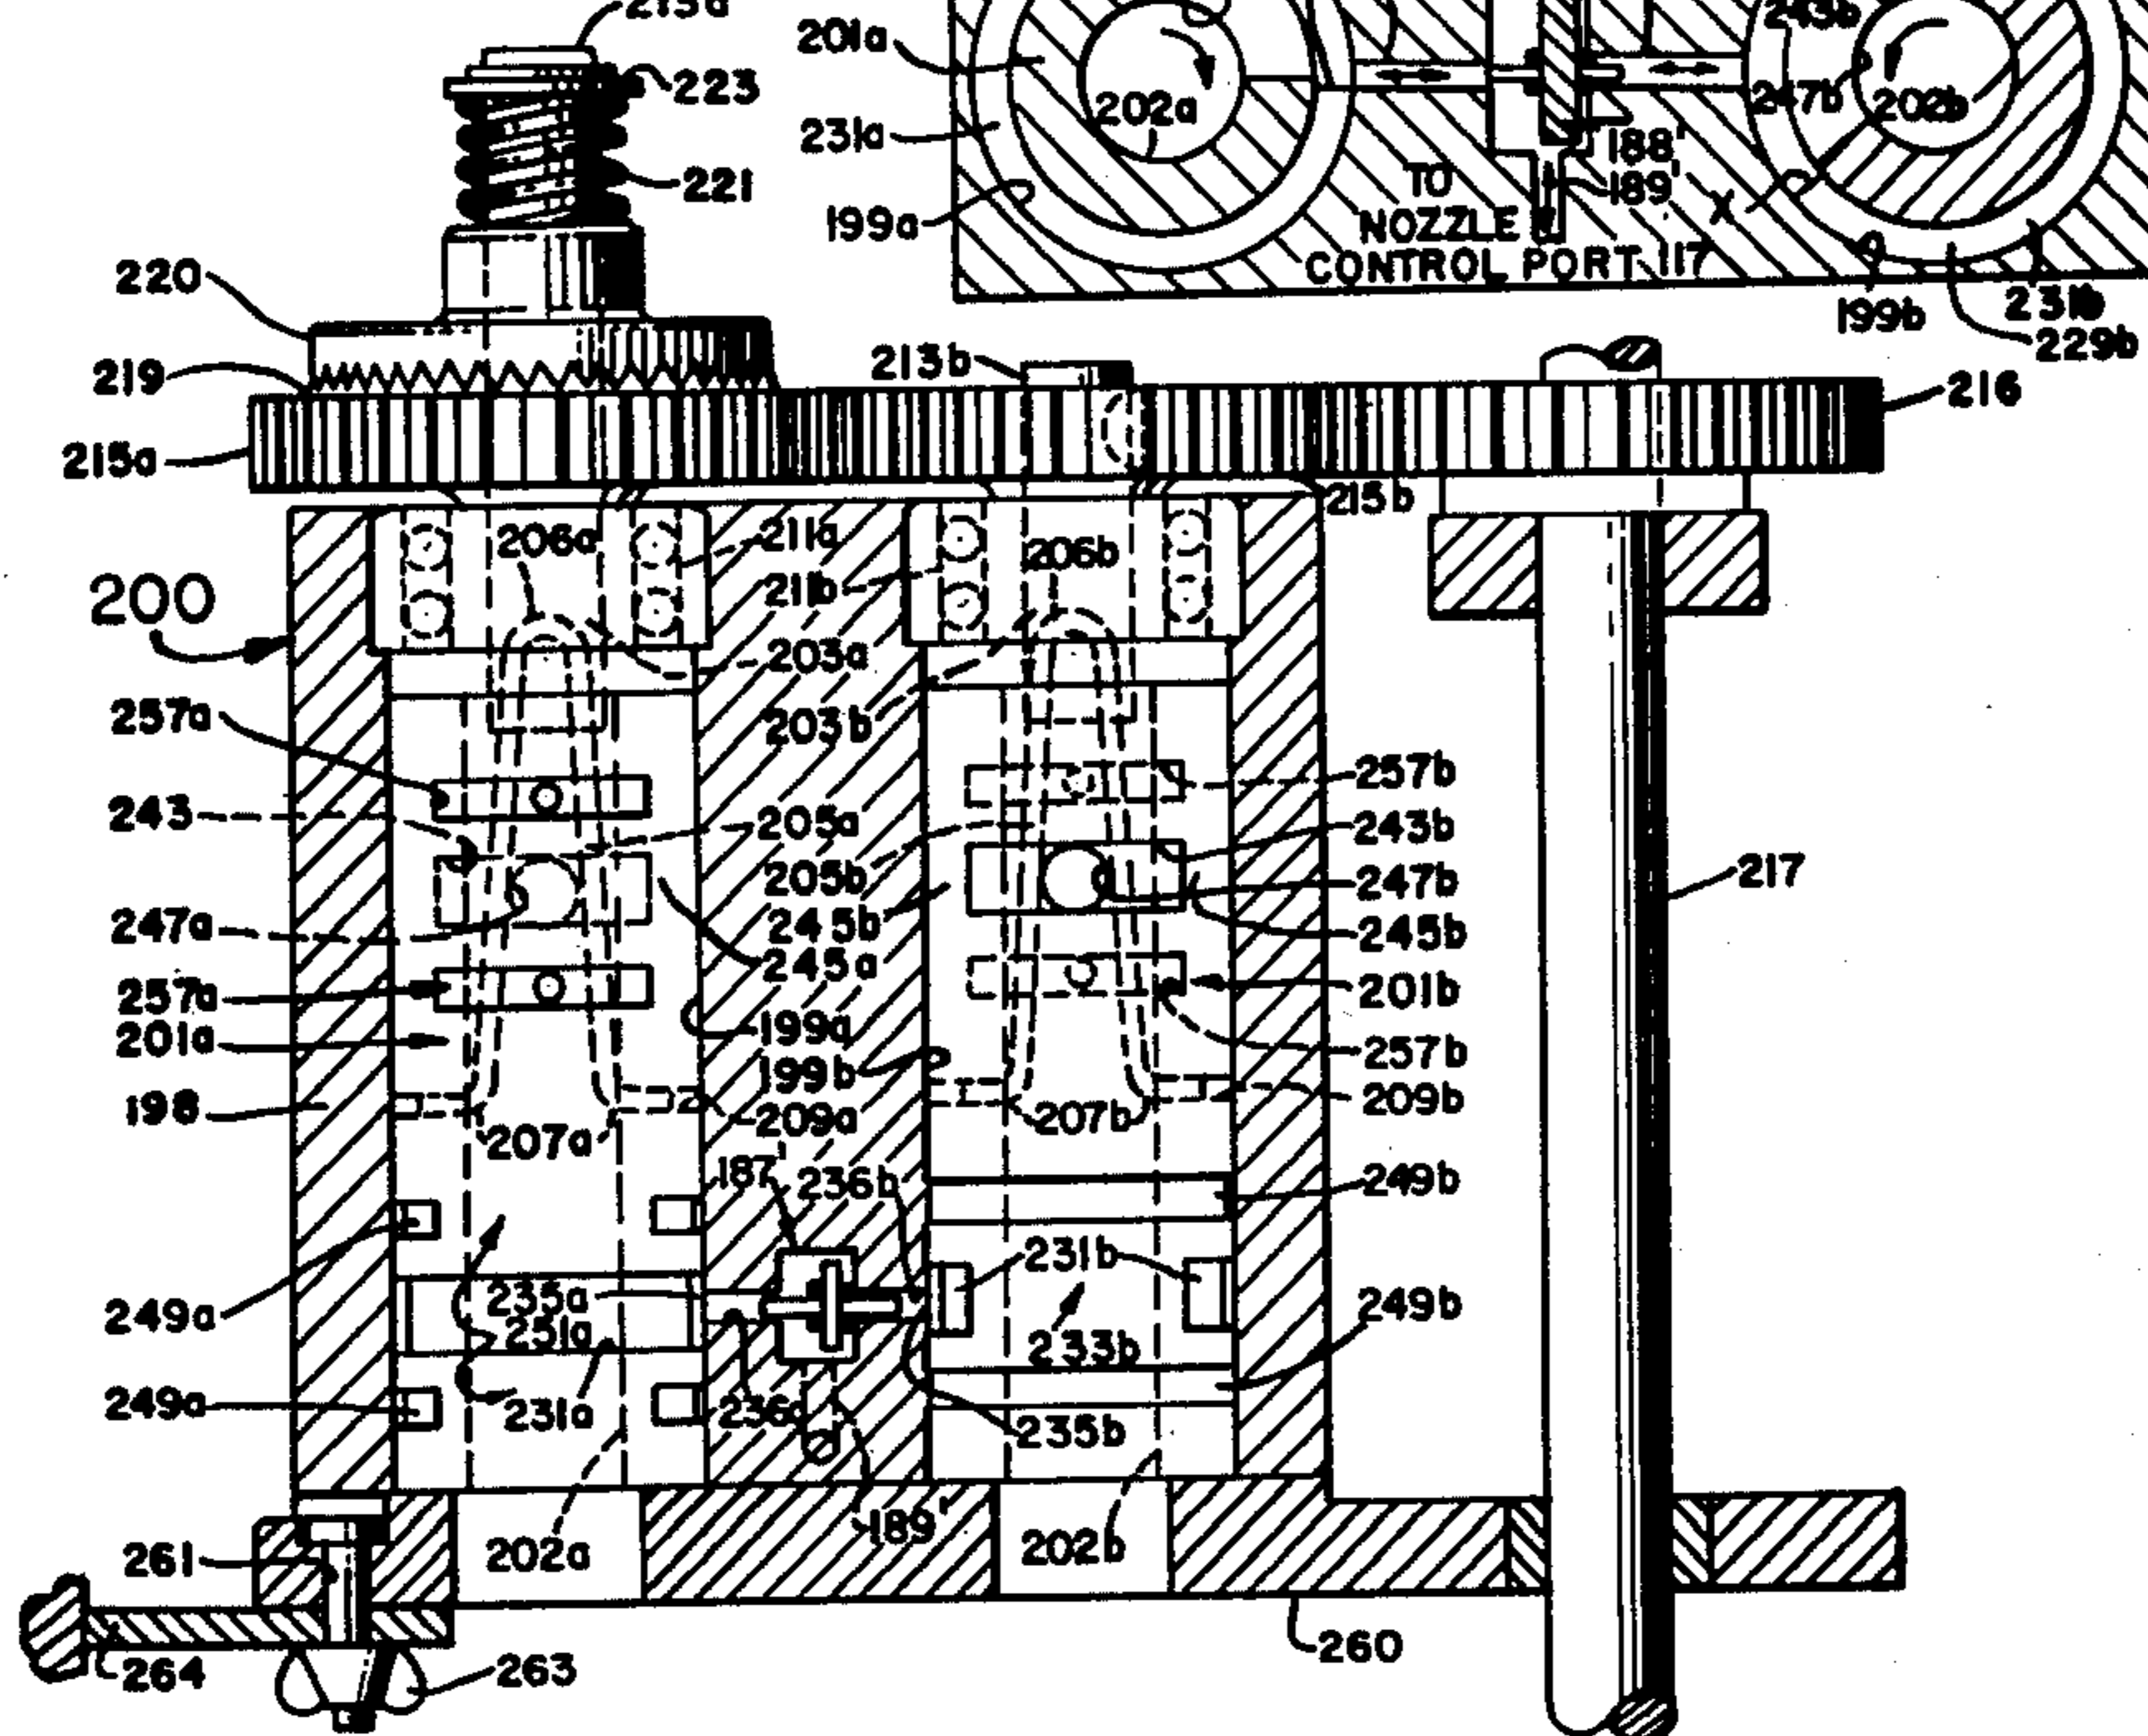 213a
201a
243b
223
202a
247b
202b
231a
188'
221
TO
189'
X
199a
NOZZLE
CONTROL PORT 117
220
199b
231b
229b
219
213b
216
215a
215b
206a
211a
206b
200
211b
203a
257a
203b
257b
243
205a
243b
205b
217
247a
247b
245b
245b
245a
257a
201b
201a
199a
257b
199b
198
209a
207b
209b
207a
187'
236b
249b
231b
235a
249a
251a
249b
233b
249a
231a
236a
235b
189'
261
202a
202b
260
264
263